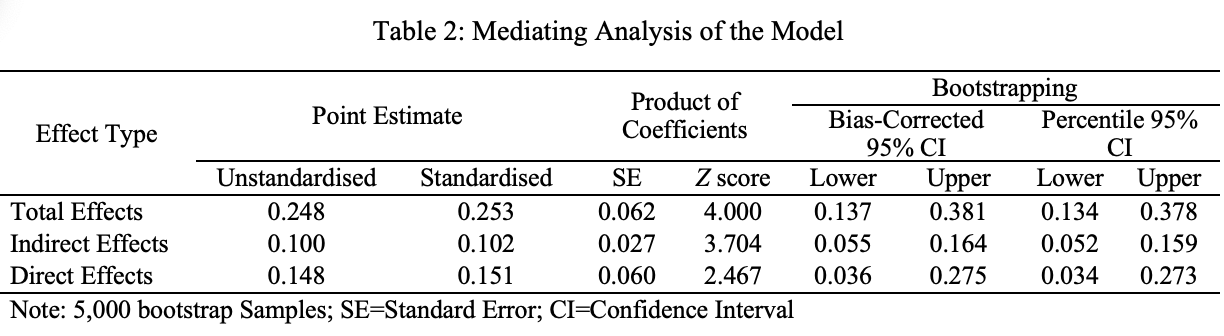 Table 2: Mediating Analysis of the Model
Effect Type Point Estimate Product of Coefficients Bootstrapping
Bias-Corrected 95% CI Percentile 95% CI
Unstandardised Standardised SE Z score Lower Upper Lower Upper
Total Effects 0.248 0.253 0.062 4.000 0.137 0.381 0.134 0.378
Indirect Effects 0.100 0.102 0.027 3.704 0.055 0.164 0.052 0.159
Direct Effects 0.148 0.151 0.060 2.467 0.036 0.275 0.034 0.273
Note: 5,000 bootstrap Samples; SE=Standard Error; CI=Confidence Interval